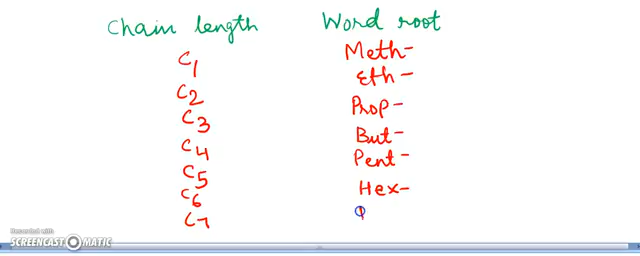 Chain length Word root
C1 Meth-
C2 Eth-
C3 Prop-
C4 But-
C5 Pent-
C6 Hex-
C7
Recorded with
SCREENCAST-O-MATIC